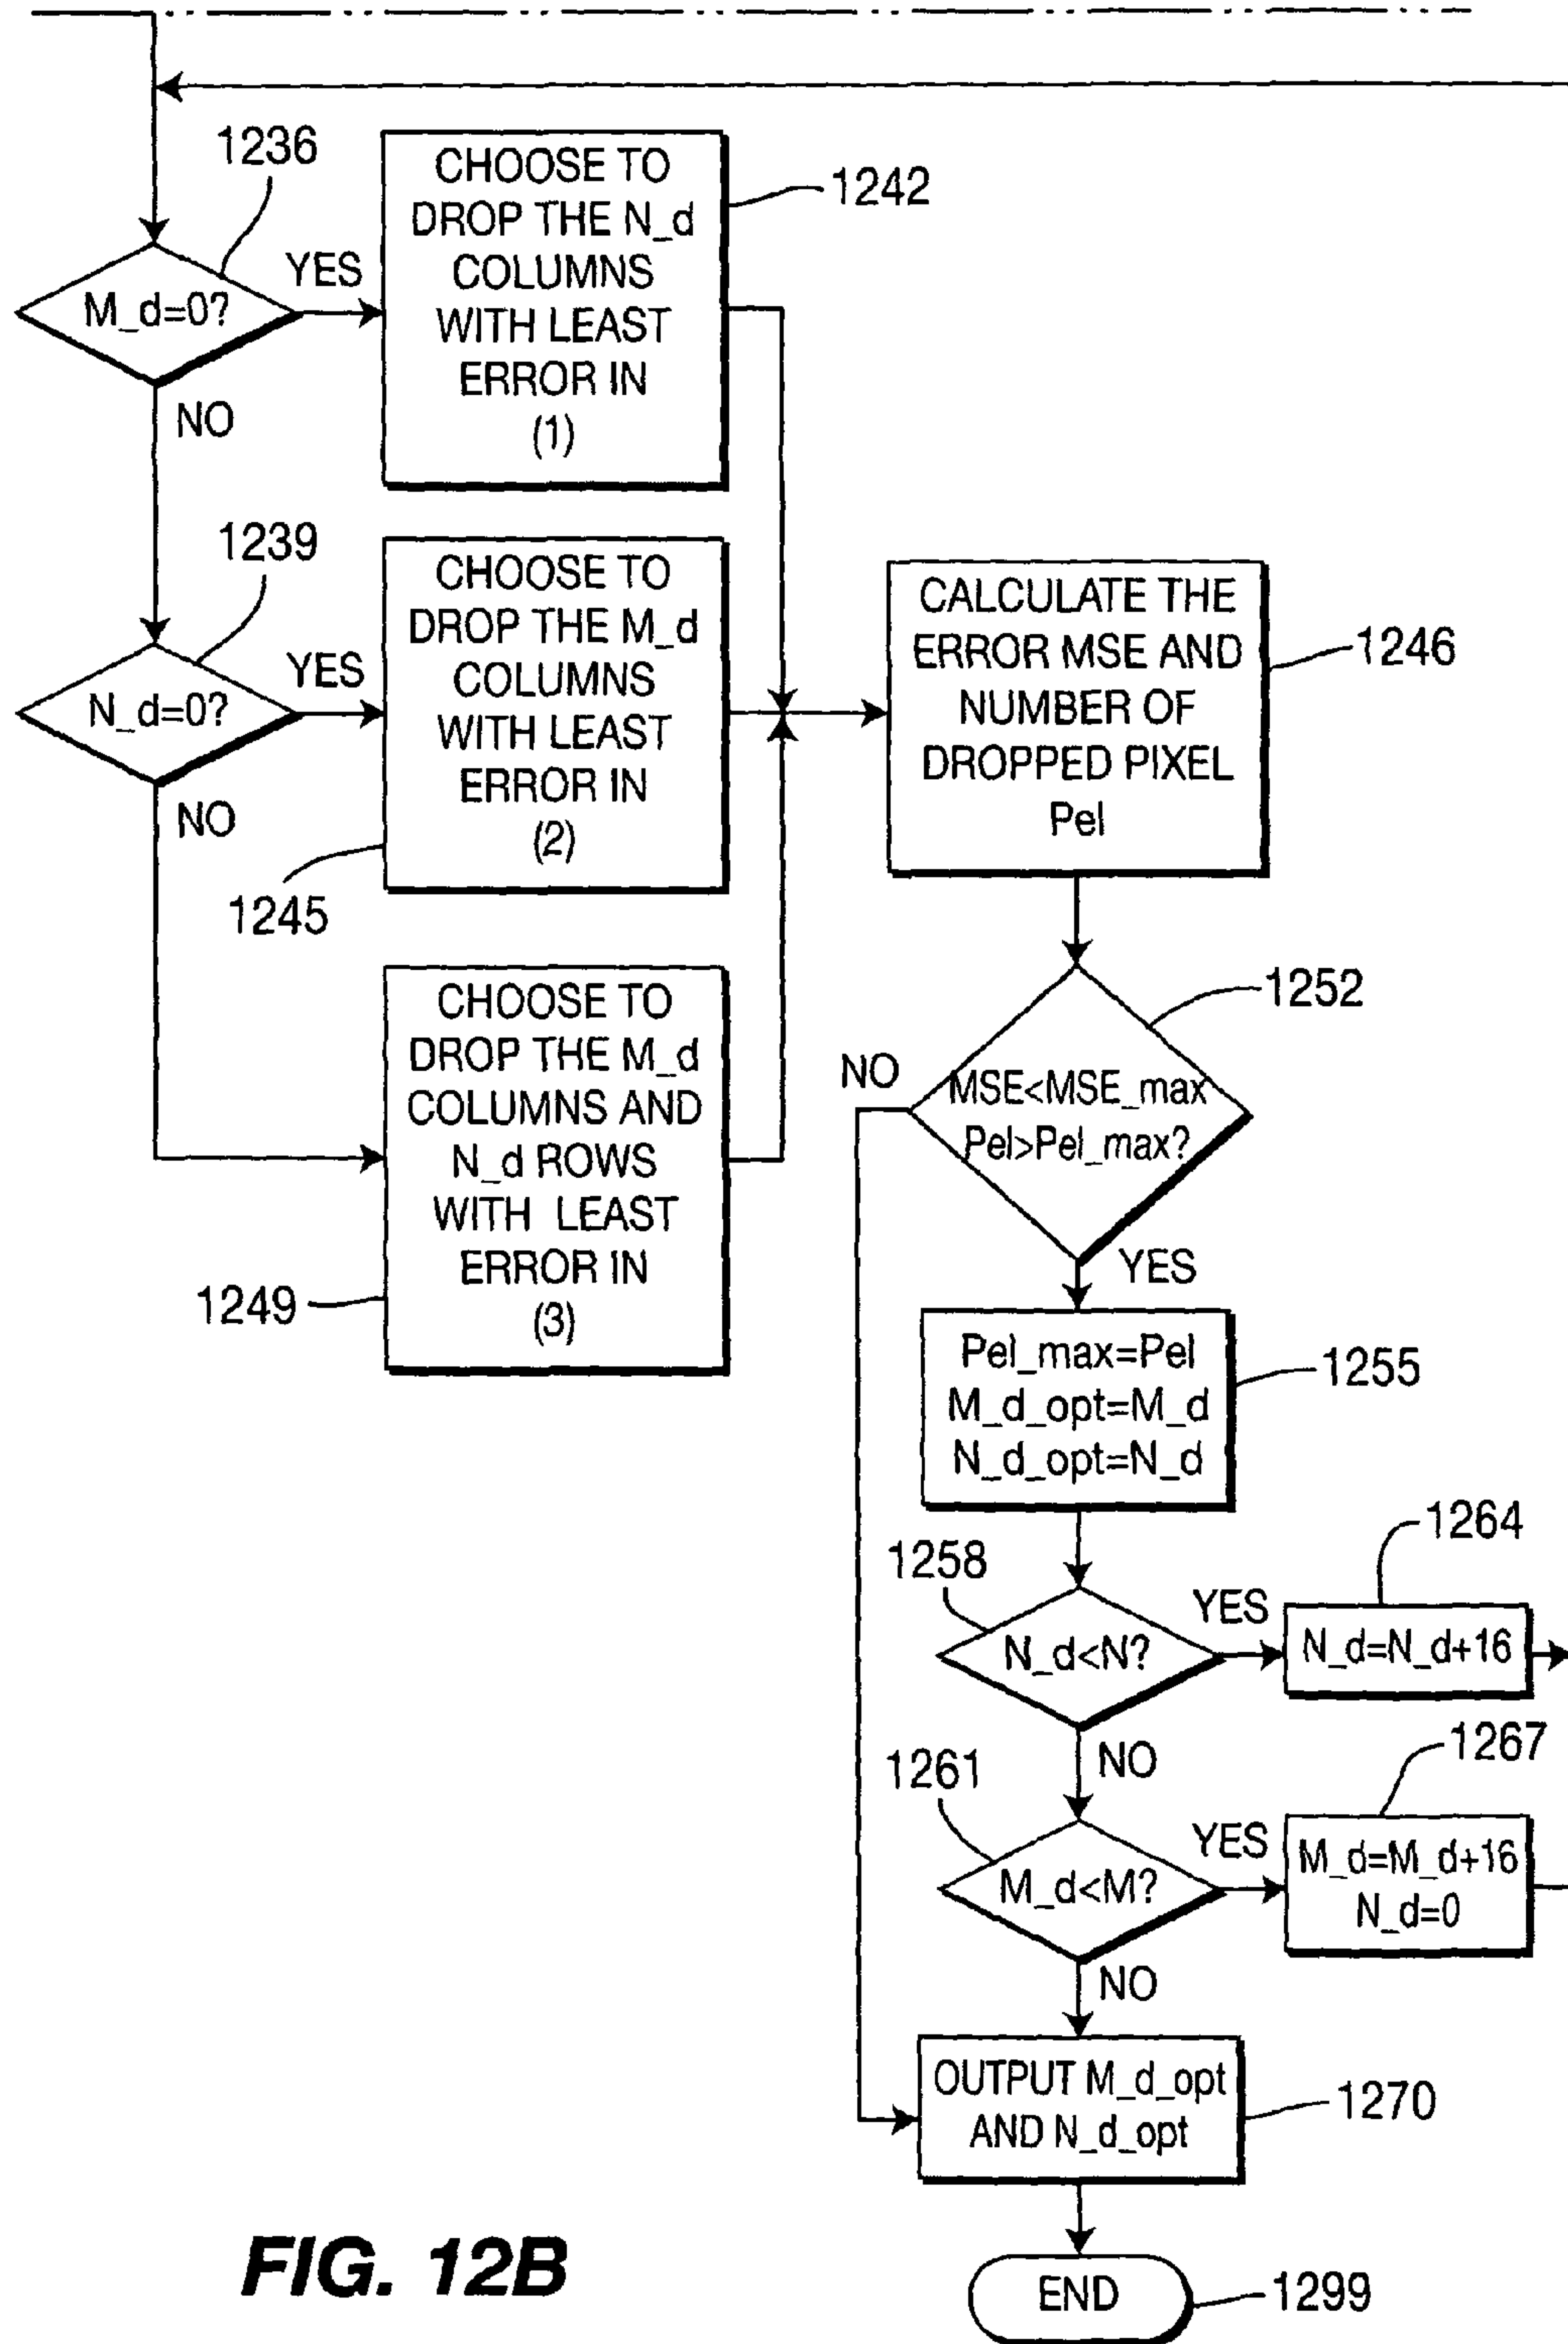 1236
CHOOSE TO
DROP THE N_d
COLUMNS
WITH LEAST
ERROR IN
(1)
1242
M_d=0?
YES
NO
1239
CHOOSE TO
DROP THE M_d
COLUMNS
WITH LEAST
ERROR IN
(2)
1245
N_d=0?
YES
NO
CALCULATE THE
ERROR MSE AND
NUMBER OF
DROPPED PIXEL
Pel
1246
CHOOSE TO
DROP THE M_d
COLUMNS AND
N_d ROWS
WITH LEAST
ERROR IN
(3)
1249
1252
NO
MSE<MSE_max
Pel>Pel_max?
YES
Pel_max=Pel
M_d_opt=M_d
N_d_opt=N_d
1255
1258
N_d<N?
YES
1264
N_d=N_d+16
NO
1261
M_d<M?
YES
1267
M_d=M_d+16
N_d=0
NO
OUTPUT M_d_opt
AND N_d_opt
1270
END
1299
FIG. 12B